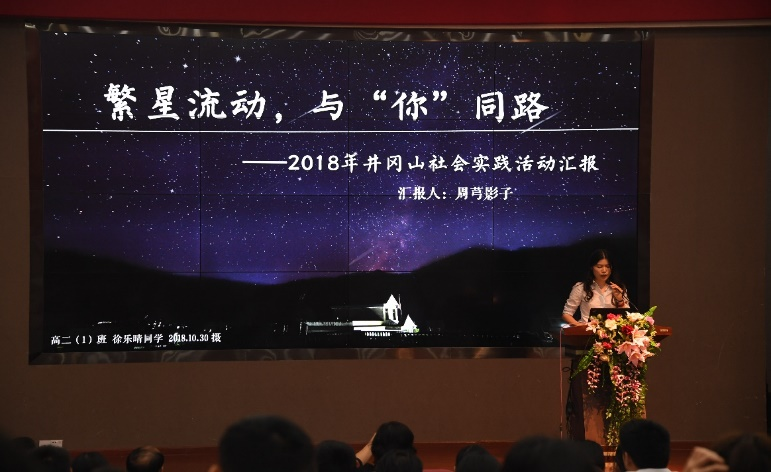 繁星流动，与“你”同路
——2018年井冈山社会实践活动汇报
汇报人：周芎影子
高二（1）班 徐乐晴同学 2018.10.30 摄